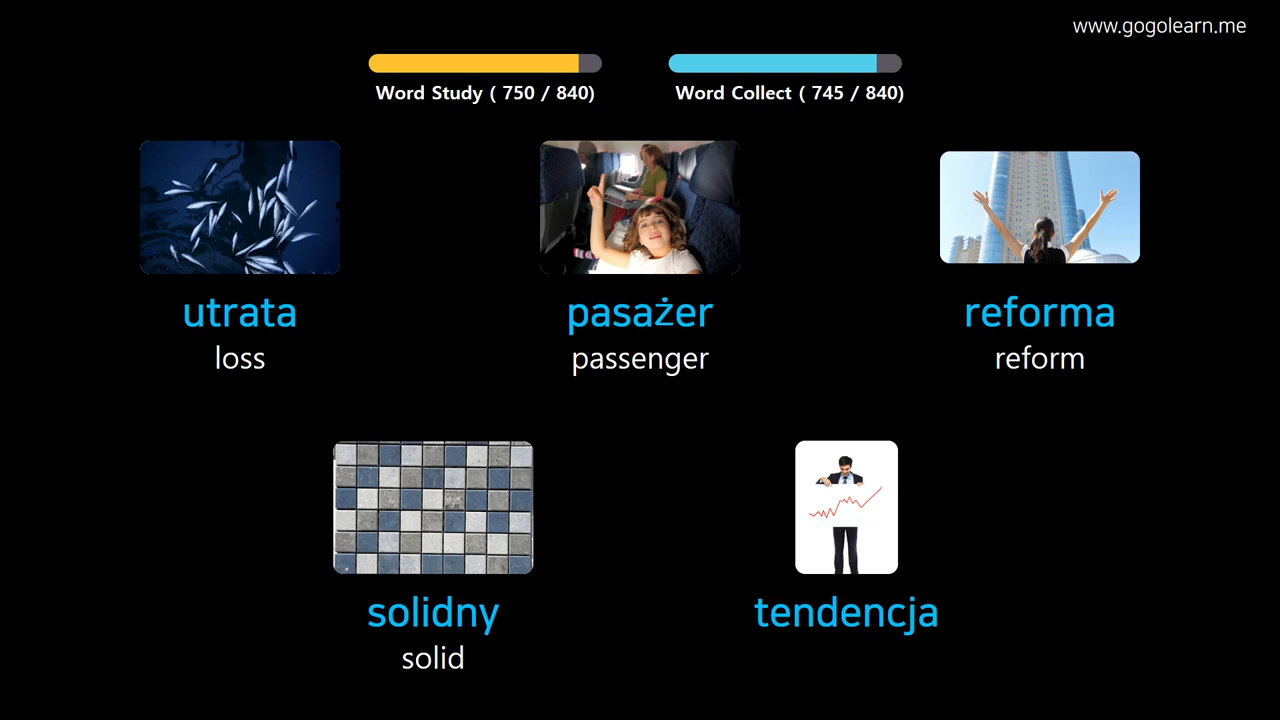 www.gogolearn.me
Word Study ( 750 / 840)
Word Collect ( 745 / 840)
utrata
loss
pasażer
passenger
reforma
reform
solidny
solid
tendencja